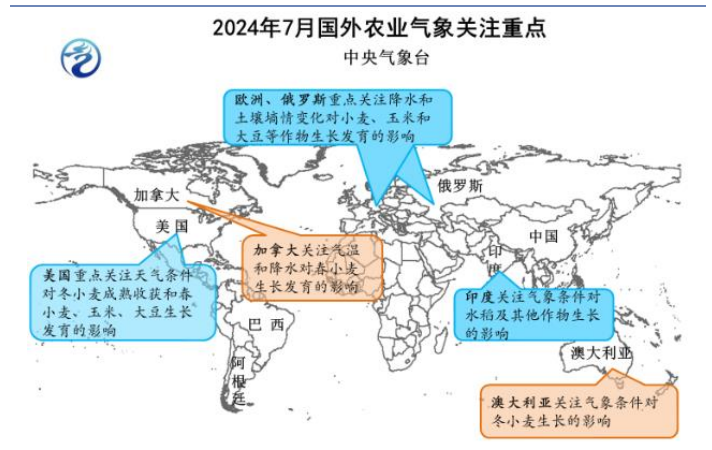 2024年7月国外农业气象关注重点
中央气象台
欧洲、俄罗斯重点关注降水和
土壤墒情变化对小麦、玉米和
大豆等作物生长发育的影响
俄罗斯
加拿大
美国
中国
加拿大关注气温
和降水对春小麦
生长发育的影响
印度
美国重点关注天气条件
对冬小麦成熟收获和春
小麦、玉米、大豆生长
发育的影响
印度关注气象条件对
水稻及其他作物生长
的影响
巴西
澳大利亚
阿根廷
澳大利亚关注气象条件对
冬小麦生长的影响